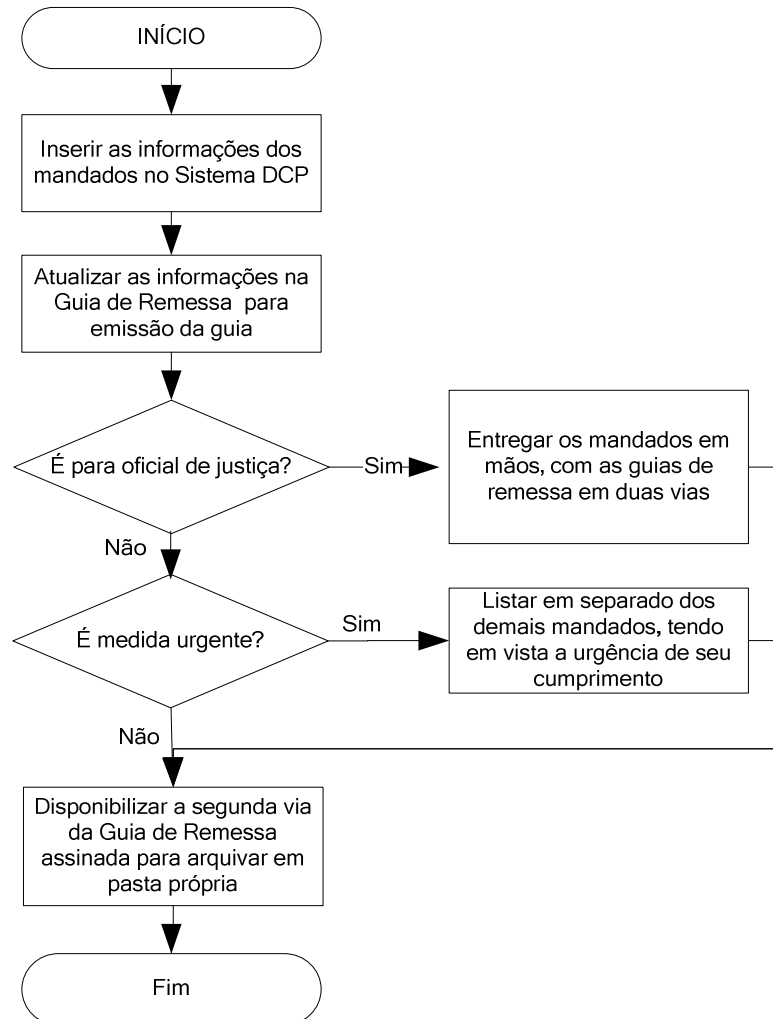 INÍCIO
Inserir as informações dos
mandados no Sistema DCP
Atualizar as informações na
Guia de Remessa para
emissão da guia
É para oficial de justiça?
Sim
Entregar os mandados em
mãos, com as guias de
remessa em duas vias
Não
É medida urgente?
Sim
Listar em separado dos
demais mandados, tendo
em vista a urgência de seu
cumprimento
Não
Disponibilizar a segunda via
da Guia de Remessa
assinada para arquivar em
pasta própria
Fim